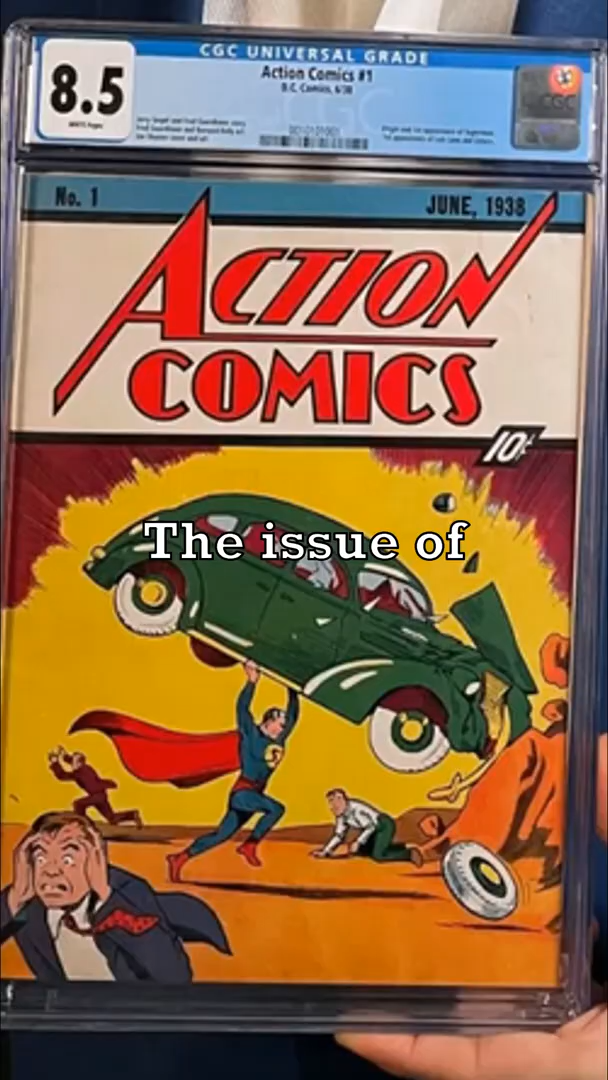 CGC UNIVERSAL GRADE
8.5
WHITE Pages
Action Comics #1
D.C. Comics, 6/38
CGC
No. 1
JUNE, 1938
ACTION
COMICS
10¢
The issue of
S